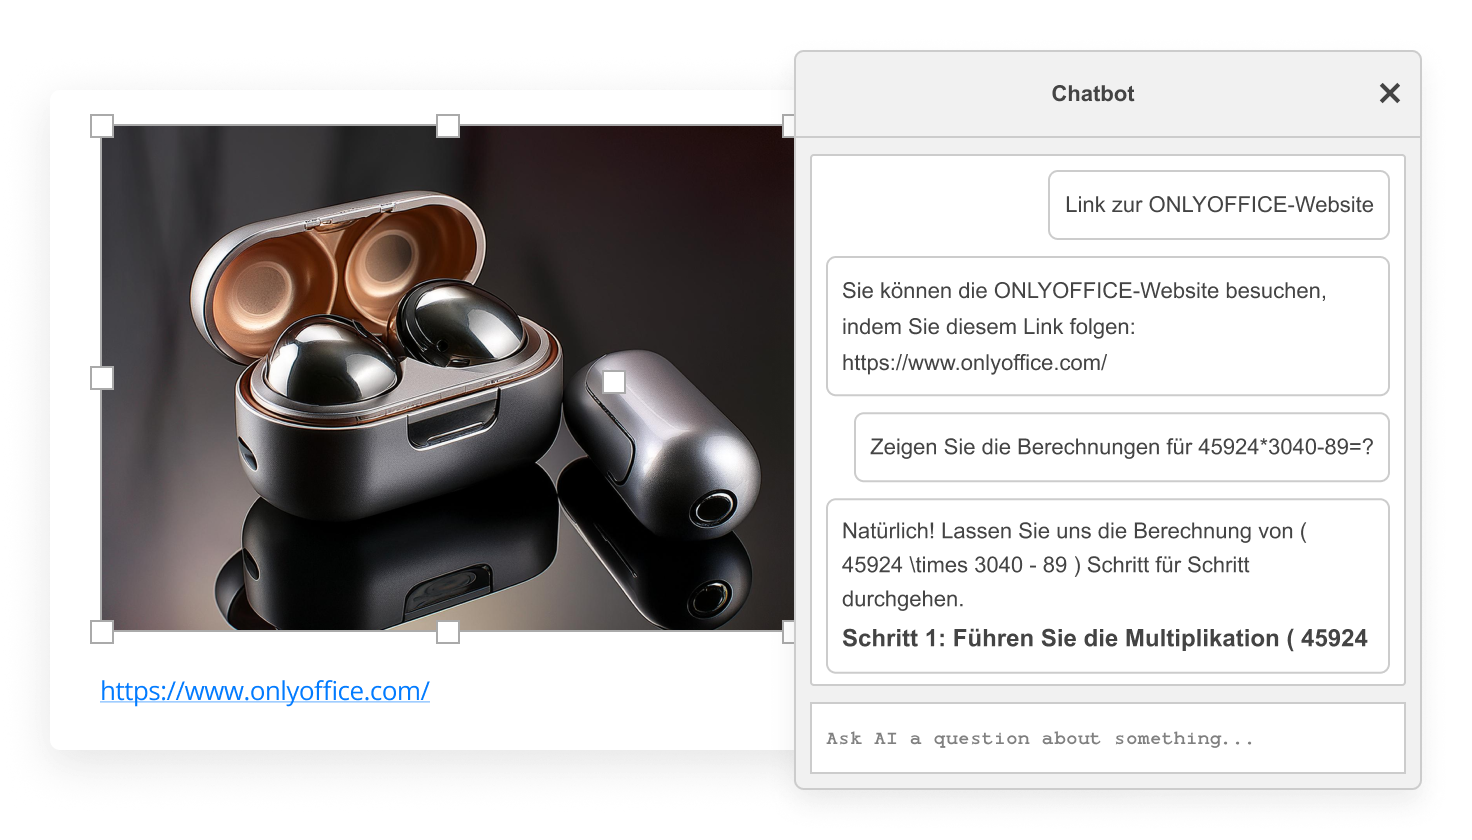 Chatbot
Link zur ONLYOFFICE-Website
Sie können die ONLYOFFICE-Website besuchen,
indem Sie diesem Link folgen:
https://www.onlyoffice.com/
Zeigen Sie die Berechnungen für 45924*3040-89=?
Natürlich! Lassen Sie uns die Berechnung von (
45924 \times 3040 - 89 ) Schritt für Schritt
durchgehen.
Schritt 1: Führen Sie die Multiplikation ( 45924
Ask AI a question about something...
https://www.onlyoffice.com/